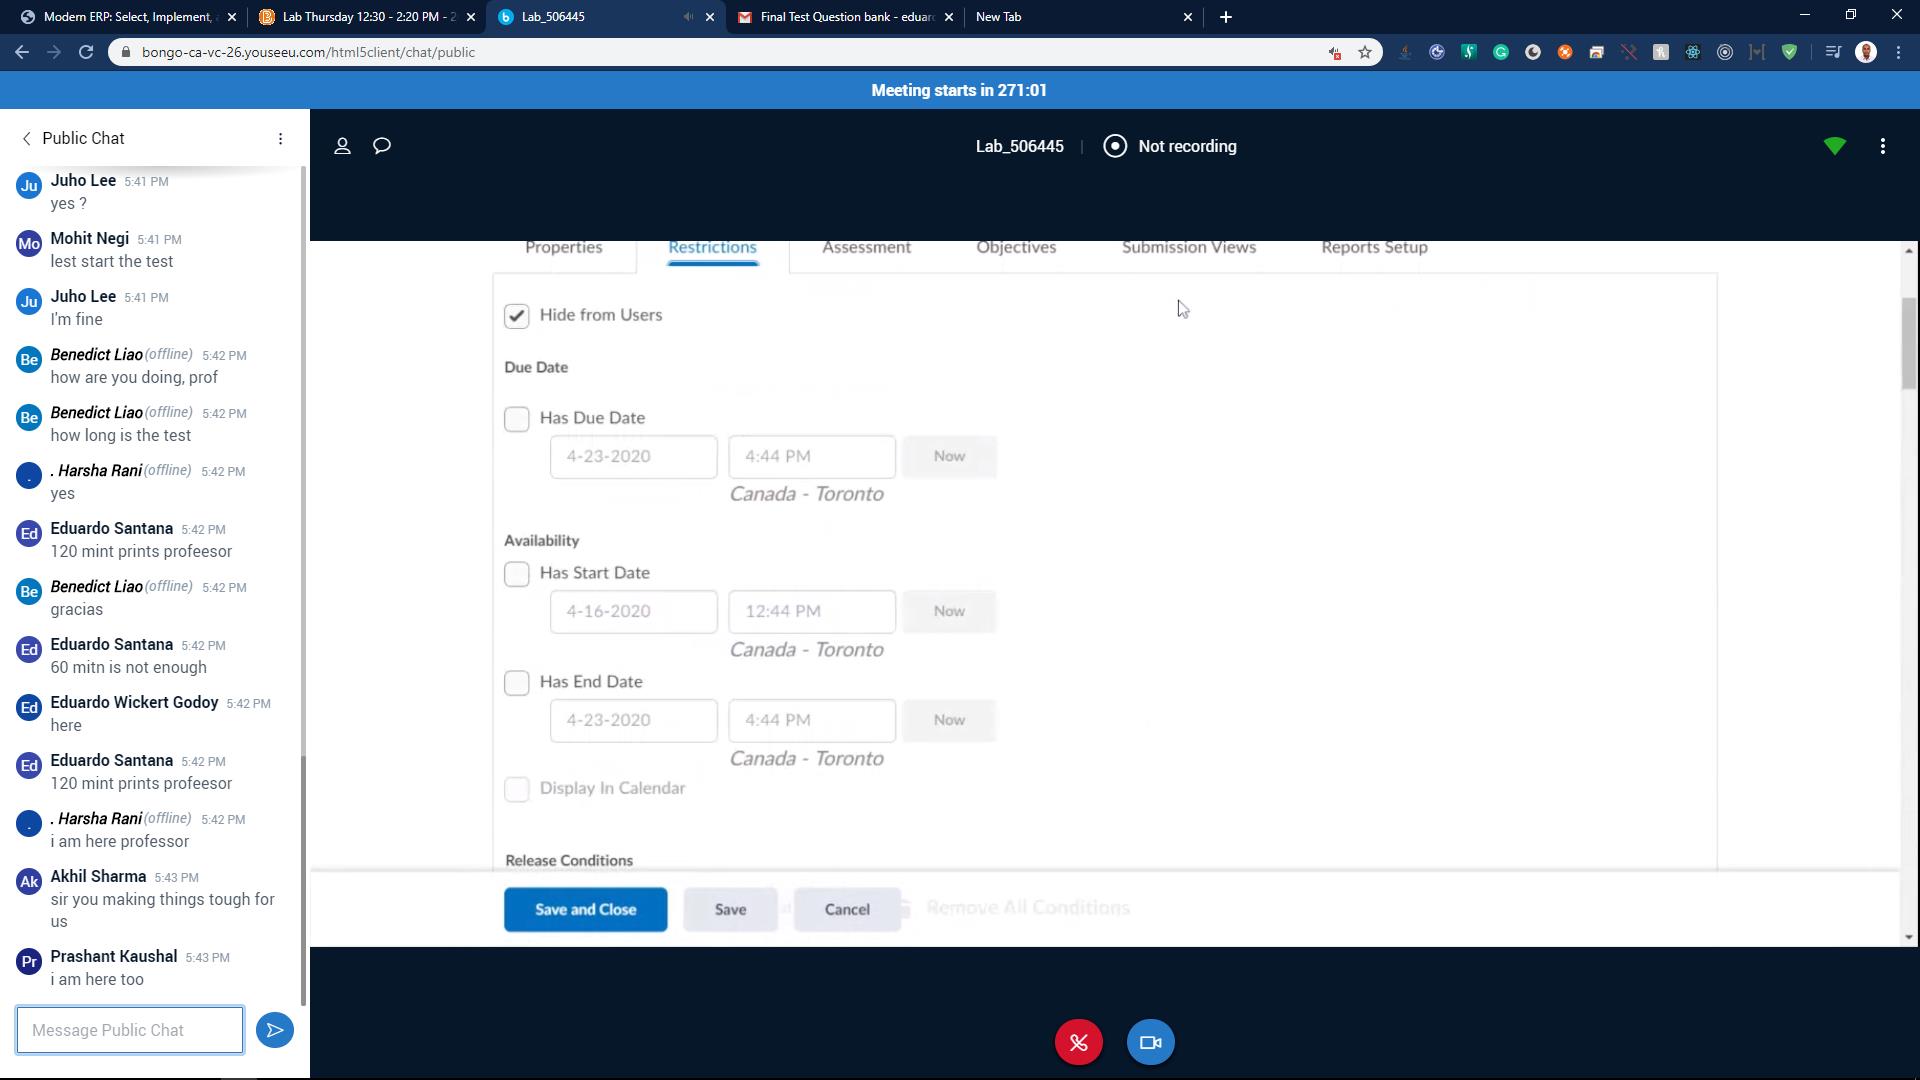 Modern ERP: Select, Implement,
Lab Thursday 12:30 - 2:20 PM - 2
Lab_506445
Final Test Question bank - eduar
New Tab
bongo-ca-vc-26.youseeu.com/html5client/chat/public
Meeting starts in 271:01
Public Chat
Lab_506445 | Not recording
Ju Juho Lee 5:41 PM
yes ?
Mo Mohit Negi 5:41 PM
lest start the test
Ju Juho Lee 5:41 PM
I'm fine
Be Benedict Liao (offline) 5:42 PM
how are you doing, prof
Be Benedict Liao (offline) 5:42 PM
how long is the test
. . Harsha Rani (offline) 5:42 PM
yes
Ed Eduardo Santana 5:42 PM
120 mint prints profeesor
Be Benedict Liao (offline) 5:42 PM
gracias
Ed Eduardo Santana 5:42 PM
60 mitn is not enough
Ed Eduardo Wickert Godoy 5:42 PM
here
Ed Eduardo Santana 5:42 PM
120 mint prints profeesor
. . Harsha Rani (offline) 5:42 PM
i am here professor
Ak Akhil Sharma 5:43 PM
sir you making things tough for
us
Pr Prashant Kaushal 5:43 PM
i am here too
Message Public Chat
Properties Restrictions Assessment Objectives Submission Views Reports Setup
Hide from Users
Due Date
Has Due Date
4-23-2020 4:44 PM Now
Canada - Toronto
Availability
Has Start Date
4-16-2020 12:44 PM Now
Canada - Toronto
Has End Date
4-23-2020 4:44 PM Now
Canada - Toronto
Display In Calendar
Release Conditions
Save and Close Save Cancel Remove All Conditions